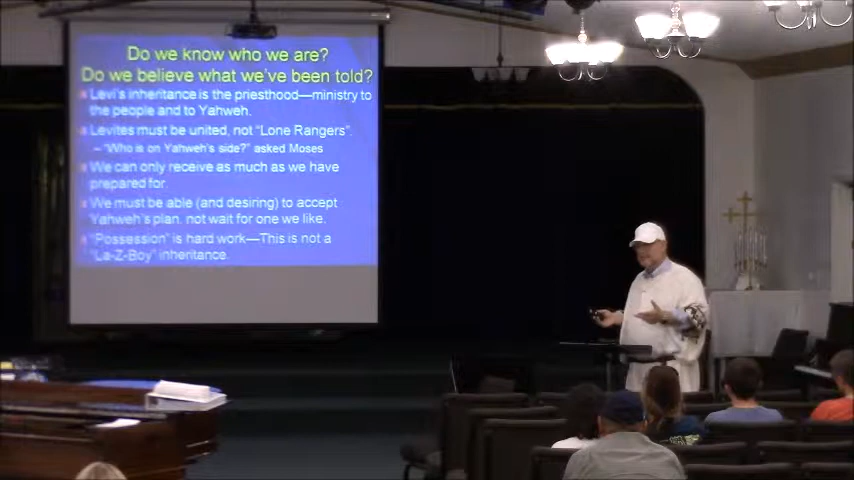 Do we know who we are?
Do we believe what we've been told?
Levi's inheritance is the priesthood—ministry to
the people and to Yahweh.
Levites must be united, not "Lone Rangers".
– "Who is on Yahweh's side?" asked Moses
We can only receive as much as we have
prepared for.
We must be able (and desiring) to accept
Yahweh's plan, not wait for one we like.
"Possession" is hard work—This is not a
"La-Z-Boy" inheritance.